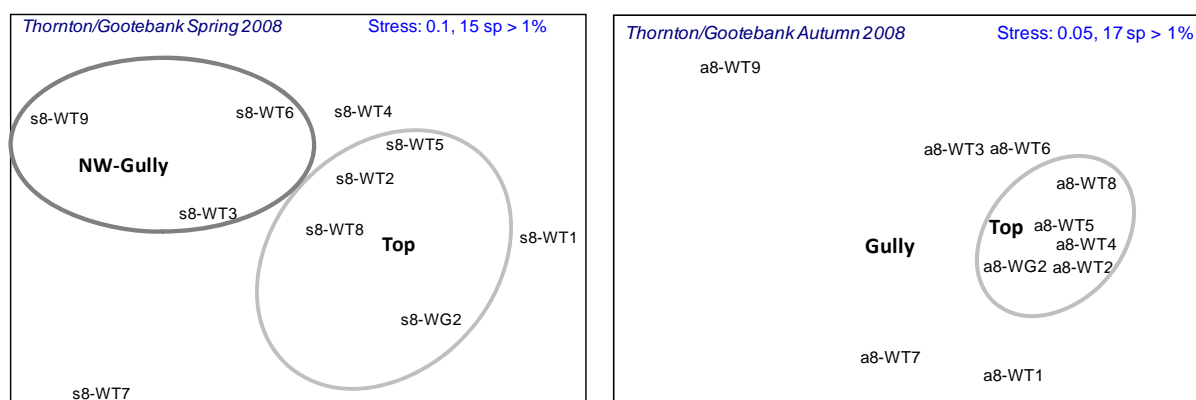 Thornton/Gootebank Spring 2008 Stress: 0.1, 15 sp > 1%
s8-WT9 s8-WT6 s8-WT4
s8-WT5
NW-Gully
s8-WT2
s8-WT3
s8-WT8 s8-WT1
Top
s8-WG2
s8-WT7
Thornton/Gootebank Autumn 2008 Stress: 0.05, 17 sp > 1%
a8-WT9
a8-WT3 a8-WT6
a8-WT8
Top a8-WT5
Gully a8-WT4
a8-WG2 a8-WT2
a8-WT7
a8-WT1